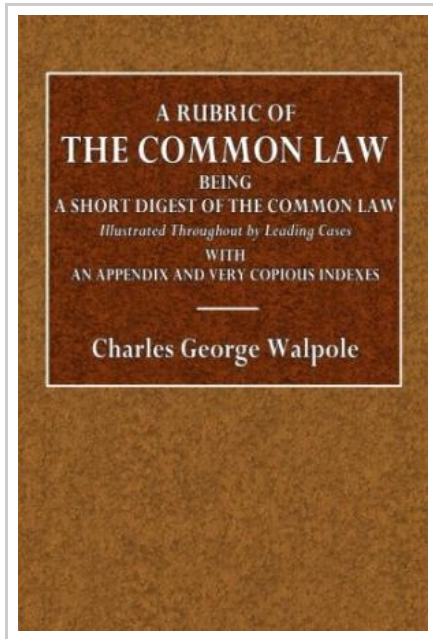 A RUBRIC OF
THE COMMON LAW
BEING
A SHORT DIGEST OF THE COMMON LAW
Illustrated Throughout by Leading Cases
WITH
AN APPENDIX AND VERY COPIOUS INDEXES
Charles George Walpole